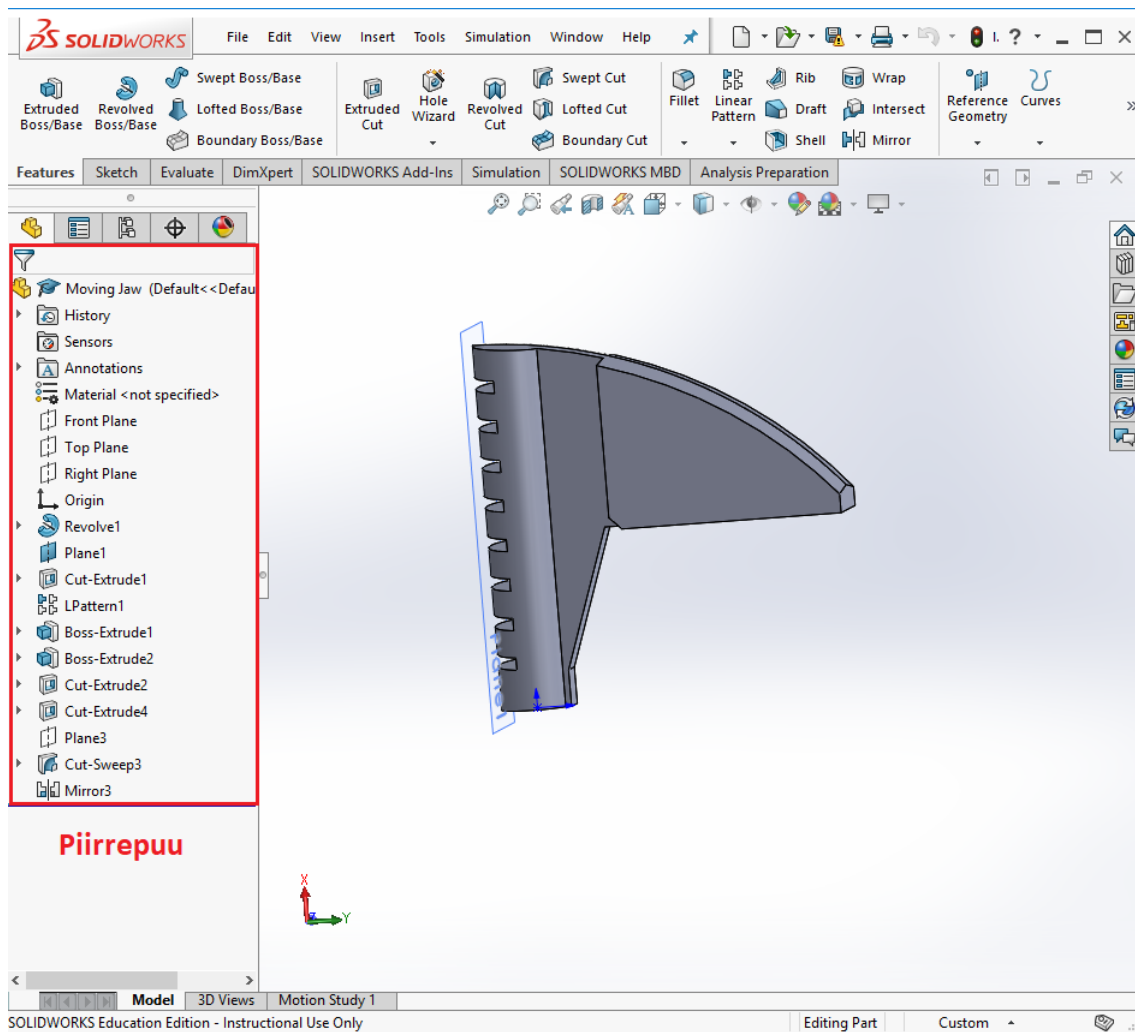 SOLIDWORKS File Edit View Insert Tools Simulation Window Help I. ?
Extruded Boss/Base
Revolved Boss/Base
Swept Boss/Base
Lofted Boss/Base
Boundary Boss/Base
Extruded Cut
Hole Wizard
Revolved Cut
Swept Cut
Lofted Cut
Boundary Cut
Fillet
Linear Pattern
Rib
Draft
Shell
Wrap
Intersect
Mirror
Reference Geometry
Curves
Features Sketch Evaluate DimXpert SOLIDWORKS Add-Ins Simulation SOLIDWORKS MBD Analysis Preparation
Moving Jaw (Default<<Defau
History
Sensors
Annotations
Material <not specified>
Front Plane
Top Plane
Right Plane
Origin
Revolve1
Plane1
Cut-Extrude1
LPattern1
Boss-Extrude1
Boss-Extrude2
Cut-Extrude2
Cut-Extrude4
Plane3
Cut-Sweep3
Mirror3
Piirrepuu
Plane1
X
Y
Z
Model 3D Views Motion Study 1
SOLIDWORKS Education Edition - Instructional Use Only Editing Part Custom